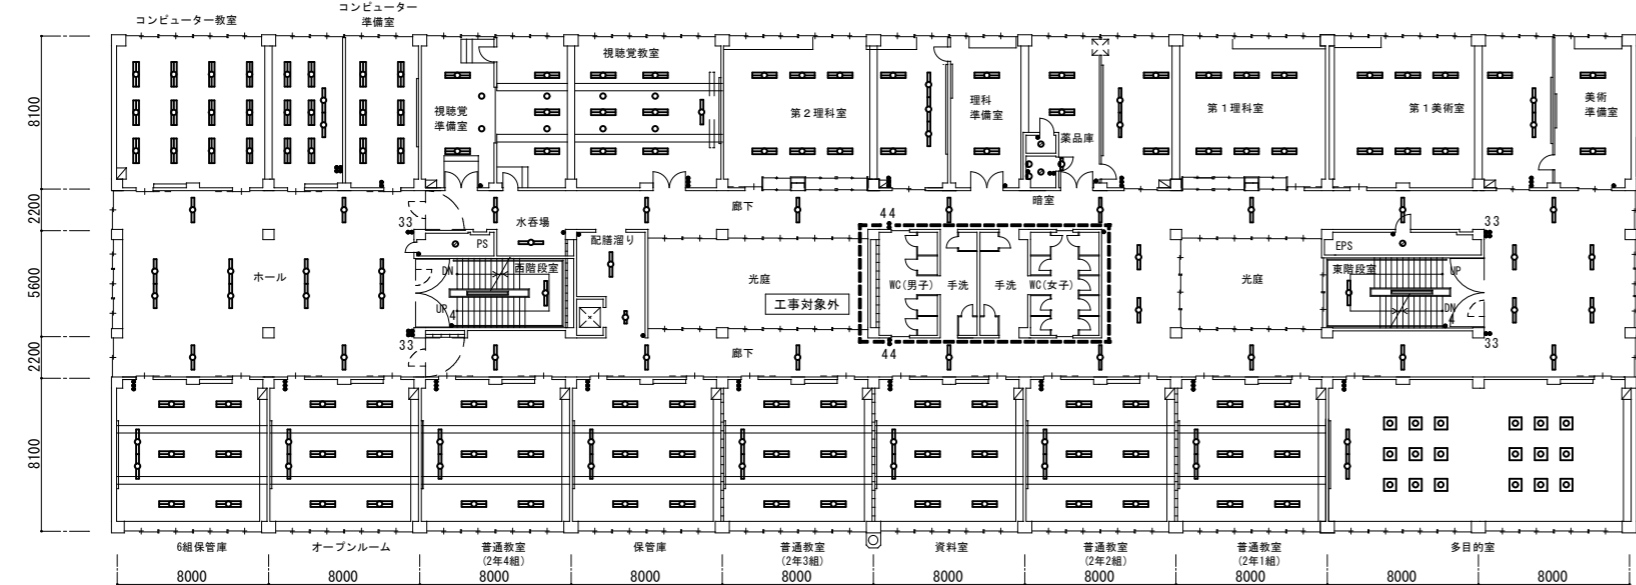 コンピューター教室
コンピューター
準備室
視聴覚教室
視聴覚
準備室
第２理科室
理科
準備室
薬品庫
第１理科室
第１美術室
美術
準備室
8100
2200
5600
2200
8100
廊下
暗室
水呑場
配膳溜り
33
44
33
PS
EPS
ホール
DN
西階段室
UP
4
光庭
工事対象外
WC(男子)
手洗
手洗
WC(女子)
光庭
東階段室
UP
DN
4
33
44
33
廊下
6組保管庫
オープンルーム
普通教室
(2年4組)
保管庫
普通教室
(2年3組)
資料室
普通教室
(2年2組)
普通教室
(2年1組)
多目的室
8000
8000
8000
8000
8000
8000
8000
8000
8000
8000